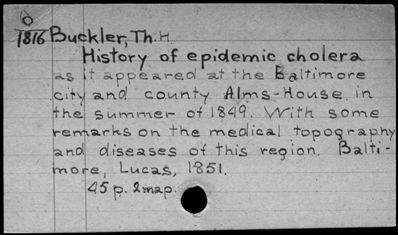 O
1816 Buckler, Th. H.
History of epidemic cholera
as it appeared at the Baltimore
city and county Alms-House, in
the summer of 1849. With some
remarks on the medical topography
and diseases of this region. Balti-
more, Lucas, 1851.
45 p. 2 map.